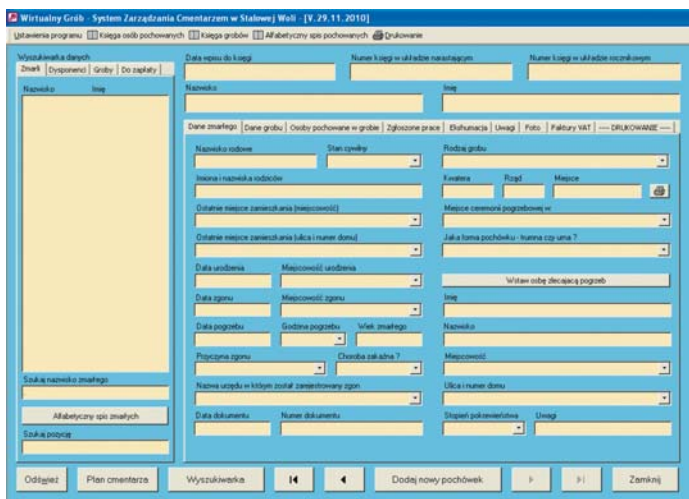 Wirtualny Grób - System Zarządzania Cmentarzem w Stalowej Woli - [V.29.11.2010]
Ustawienia programu Księga osób pochowanych Księga grobów Alfabetyczny spis pochowanych Drukowanie
Wyszukiwarka danych
Zmarli Dysponenci Groby Do zapłaty
Nazwisko Imię
Szukaj nazwisko zmarłego
Alfabetyczny spis zmarłych
Szukaj pozycję
Data wpisu do księgi Numer księgi w układzie narastającym Numer księgi w układzie rocznikowym
Nazwisko Imię
Dane zmarłego Dane grobu Osoby pochowane w grobie Zgłoszone prace Ekshumacja Uwagi Foto Faktury VAT ---- DRUKOWANIE ----
Nazwisko rodowe Stan cywilny Rodzaj grobu
Imiona i nazwiska rodziców Kwatera Rząd Miejsce
Ostatnie miejsce zamieszkania (miejscowość) Miejsce ceremonii pogrzebowej w:
Ostatnie miejsce zamieszkania (ulica i numer domu) Jaka forma pochówku - trumna czy urna ?
Data urodzenia Miejscowość urodzenia
Wstaw osobę zlecającą pogrzeb
Data zgonu Miejscowość zgonu Imię
Data pogrzebu Godzina pogrzebu Wiek zmarłego Nazwisko
Przyczyna zgonu Choroba zakaźna ? Miejscowość
Nazwa urzędu w którym został zarejestrowany zgon Ulica i numer domu
Data dokumentu Numer dokumentu Stopień pokrewieństwa Uwagi
Odśwież Plan cmentarza Wyszukiwarka Dodaj nowy pochówek Zamknij